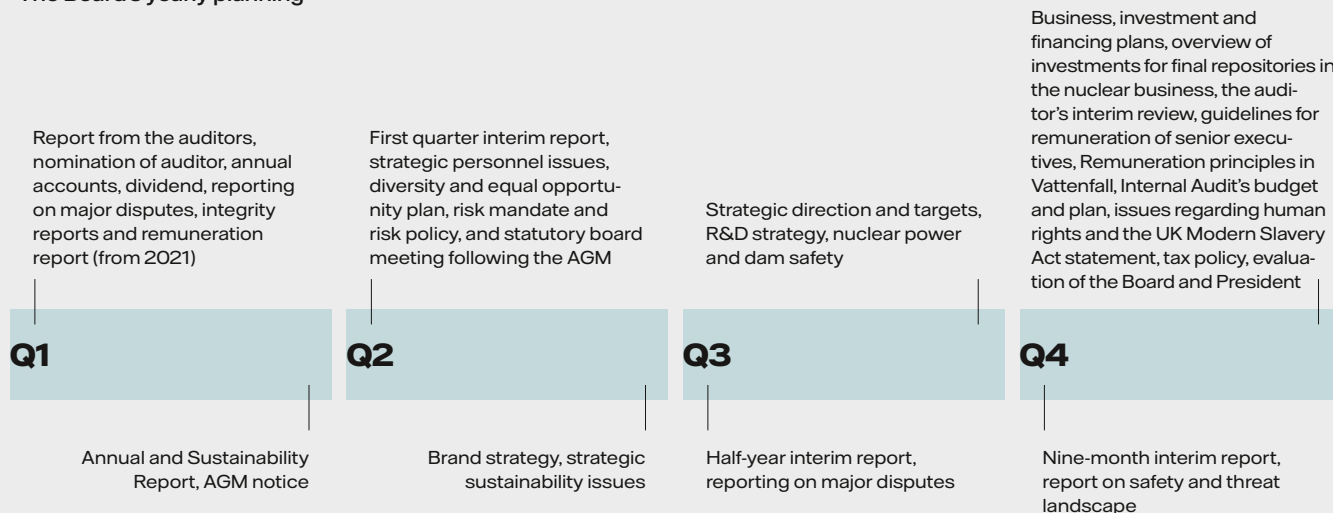 The Board's yearly planning
Report from the auditors,
nomination of auditor, annual
accounts, dividend, reporting
on major disputes, integrity
reports and remuneration
report (from 2021)
First quarter interim report,
strategic personnel issues,
diversity and equal opportu-
nity plan, risk mandate and
risk policy, and statutory board
meeting following the AGM
Strategic direction and targets,
R&D strategy, nuclear power
and dam safety
Business, investment and
financing plans, overview of
investments for final repositories in
the nuclear business, the audi-
tor's interim review, guidelines for
remuneration of senior execu-
tives, Remuneration principles in
Vattenfall, Internal Audit's budget
and plan, issues regarding human
rights and the UK Modern Slavery
Act statement, tax policy, evalua-
tion of the Board and President
Q1
Q2
Q3
Q4
Annual and Sustainability
Report, AGM notice
Brand strategy, strategic
sustainability issues
Half-year interim report,
reporting on major disputes
Nine-month interim report,
report on safety and threat
landscape